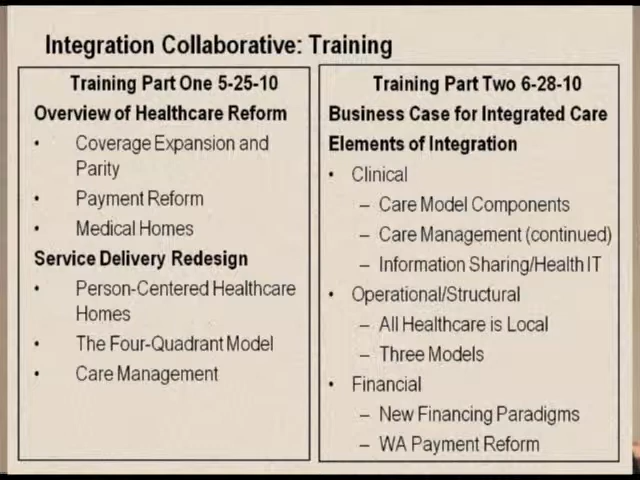 Integration Collaborative: Training
Training Part One 5-25-10
Overview of Healthcare Reform
• Coverage Expansion and
Parity
• Payment Reform
• Medical Homes
Service Delivery Redesign
• Person-Centered Healthcare
Homes
• The Four-Quadrant Model
• Care Management
Training Part Two 6-28-10
Business Case for Integrated Care
Elements of Integration
• Clinical
– Care Model Components
– Care Management (continued)
– Information Sharing/Health IT
• Operational/Structural
– All Healthcare is Local
– Three Models
• Financial
– New Financing Paradigms
– WA Payment Reform